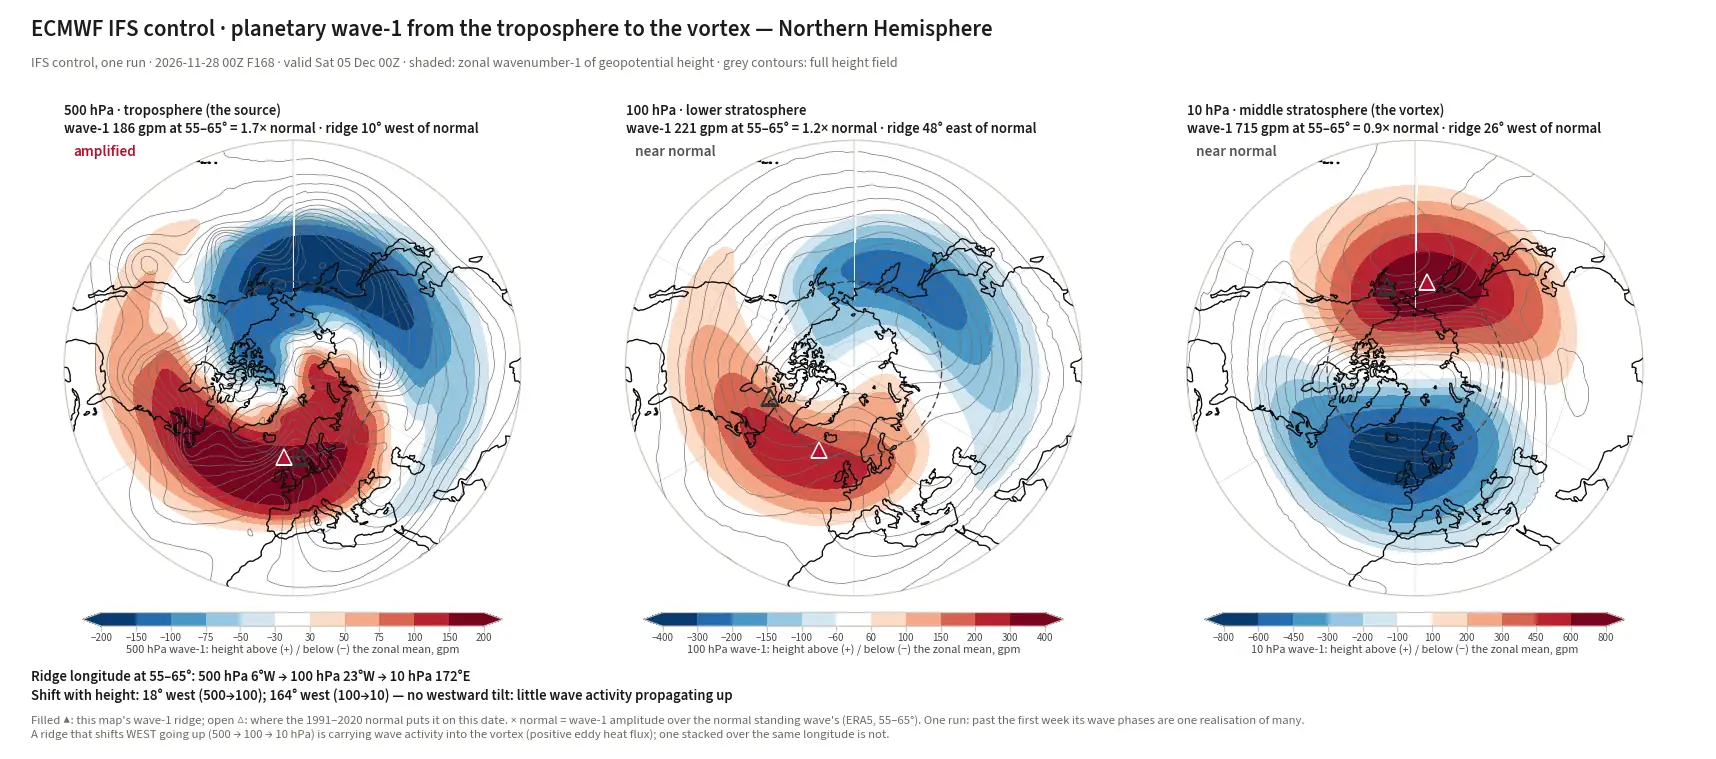 ECMWF IFS control · planetary wave-1 from the troposphere to the vortex — Northern Hemisphere
IFS control, one run · 2026-11-28 00Z F168 · valid Sat 05 Dec 00Z · shaded: zonal wavenumber-1 of geopotential height · grey contours: full height field
500 hPa · troposphere (the source)
wave-1 186 gpm at 55–65° = 1.7× normal · ridge 10° west of normal
amplified
100 hPa · lower stratosphere
wave-1 221 gpm at 55–65° = 1.2× normal · ridge 48° east of normal
near normal
10 hPa · middle stratosphere (the vortex)
wave-1 715 gpm at 55–65° = 0.9× normal · ridge 26° west of normal
near normal
−200 −150 −100 −75 −50 −30 30 50 75 100 150 200
500 hPa wave-1: height above (+) / below (−) the zonal mean, gpm
−400 −300 −200 −150 −100 −60 60 100 150 200 300 400
100 hPa wave-1: height above (+) / below (−) the zonal mean, gpm
−800 −600 −450 −300 −200 −100 100 200 300 450 600 800
10 hPa wave-1: height above (+) / below (−) the zonal mean, gpm
Ridge longitude at 55–65°: 500 hPa 6°W → 100 hPa 23°W → 10 hPa 172°E
Shift with height: 18° west (500→100); 164° west (100→10) — no westward tilt: little wave activity propagating up
Filled ▲: this map's wave-1 ridge; open △: where the 1991–2020 normal puts it on this date. × normal = wave-1 amplitude over the normal standing wave's (ERA5, 55–65°). One run: past the first week its wave phases are one realisation of many.
A ridge that shifts WEST going up (500 → 100 → 10 hPa) is carrying wave activity into the vortex (positive eddy heat flux); one stacked over the same longitude is not.